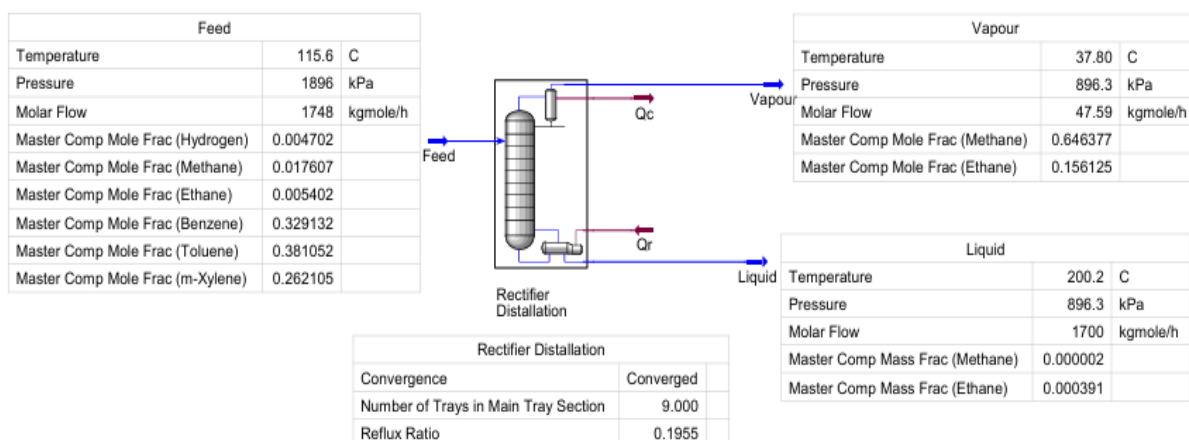 Feed
Temperature 115.6 C
Pressure 1896 kPa
Molar Flow 1748 kgmole/h
Master Comp Mole Frac (Hydrogen) 0.004702
Master Comp Mole Frac (Methane) 0.017607
Master Comp Mole Frac (Ethane) 0.005402
Master Comp Mole Frac (Benzene) 0.329132
Master Comp Mole Frac (Toluene) 0.381052
Master Comp Mole Frac (m-Xylene) 0.262105
Feed
Vapour
Qc
Qr
Liquid
Rectifier
Distallation
Vapour
Temperature 37.80 C
Pressure 896.3 kPa
Molar Flow 47.59 kgmole/h
Master Comp Mole Frac (Methane) 0.646377
Master Comp Mole Frac (Ethane) 0.156125
Liquid
Temperature 200.2 C
Pressure 896.3 kPa
Molar Flow 1700 kgmole/h
Master Comp Mass Frac (Methane) 0.000002
Master Comp Mass Frac (Ethane) 0.000391
Rectifier Distallation
Convergence Converged
Number of Trays in Main Tray Section 9.000
Reflux Ratio 0.1955